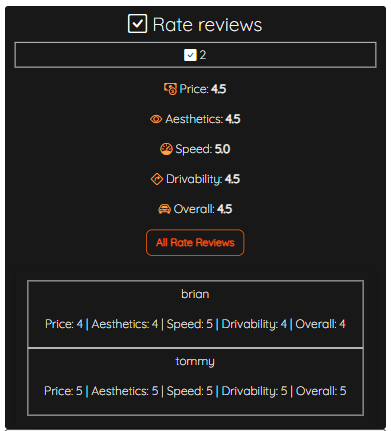 Rate reviews
2
Price: 4.5
Aesthetics: 4.5
Speed: 5.0
Drivability: 4.5
Overall: 4.5
All Rate Reviews
brian
Price: 4 | Aesthetics: 4 | Speed: 5 | Drivability: 4 | Overall: 4
tommy
Price: 5 | Aesthetics: 5 | Speed: 5 | Drivability: 5 | Overall: 5